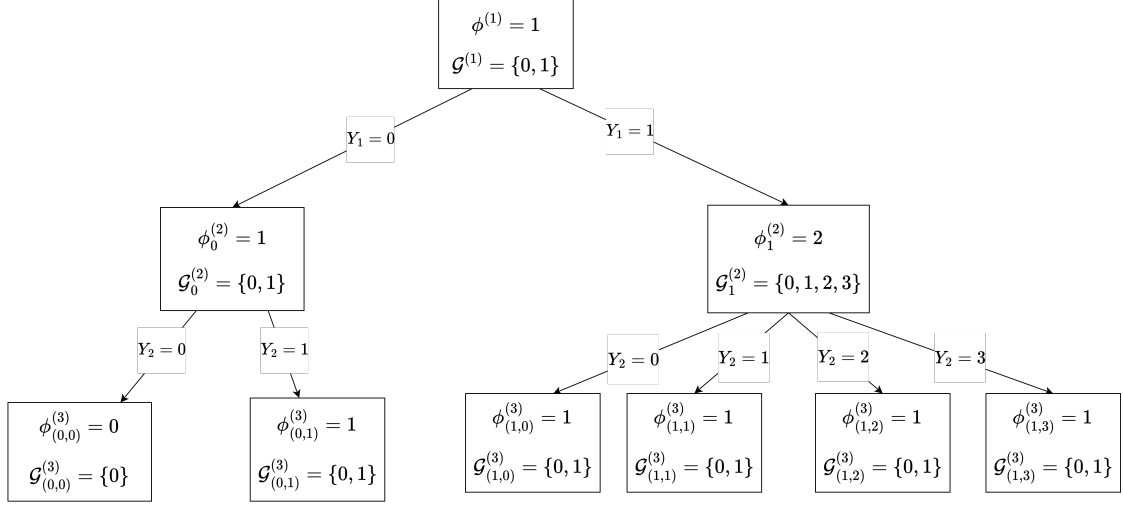 ϕ^{(1)} = 1
𝒢^{(1)} = {0, 1}
Y_1 = 0
Y_1 = 1
ϕ_0^{(2)} = 1
𝒢_0^{(2)} = {0, 1}
ϕ_1^{(2)} = 2
𝒢_1^{(2)} = {0, 1, 2, 3}
Y_2 = 0
Y_2 = 1
Y_2 = 0
Y_2 = 1
Y_2 = 2
Y_2 = 3
ϕ_{(0,0)}^{(3)} = 0
𝒢_{(0,0)}^{(3)} = {0}
ϕ_{(0,1)}^{(3)} = 1
𝒢_{(0,1)}^{(3)} = {0, 1}
ϕ_{(1,0)}^{(3)} = 1
𝒢_{(1,0)}^{(3)} = {0, 1}
ϕ_{(1,1)}^{(3)} = 1
𝒢_{(1,1)}^{(3)} = {0, 1}
ϕ_{(1,2)}^{(3)} = 1
𝒢_{(1,2)}^{(3)} = {0, 1}
ϕ_{(1,3)}^{(3)} = 1
𝒢_{(1,3)}^{(3)} = {0, 1}